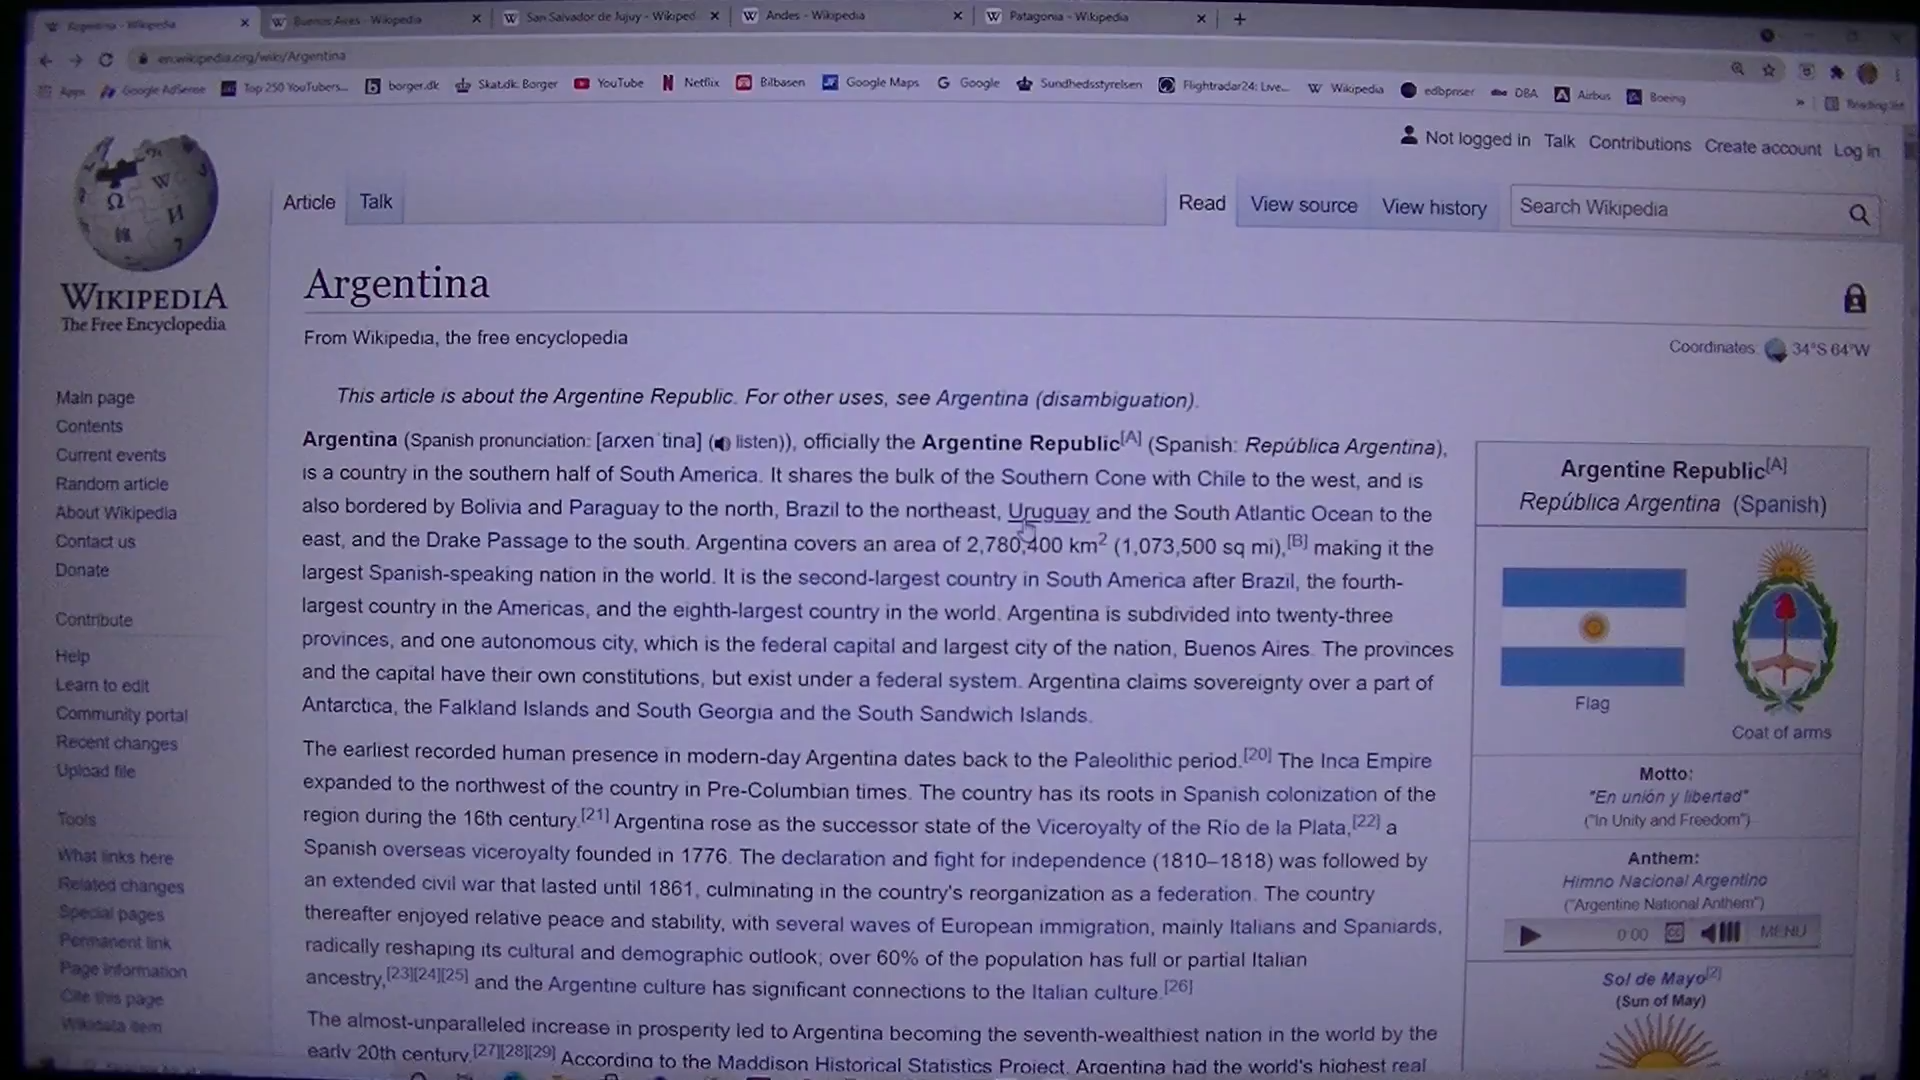 Argentina - Wikipedia
Buenos Aires - Wikipedia
San Salvador de Jujuy - Wikiped
Andes - Wikipedia
Patagonia - Wikipedia
en.wikipedia.org/wiki/Argentina
Apps Google AdSense Top 250 YouTubers... borger.dk Skat.dk: Borger YouTube Netflix Bilbasen Google Maps Google Sundhedsstyrelsen Flightradar24: Live... Wikipedia edbpriser DBA Airbus Boeing » Reading list
Not logged in Talk Contributions Create account Log in
Article Talk Read View source View history Search Wikipedia
WIKIPEDIA
The Free Encyclopedia
Main page
Contents
Current events
Random article
About Wikipedia
Contact us
Donate
Contribute
Help
Learn to edit
Community portal
Recent changes
Upload file
Tools
What links here
Related changes
Special pages
Permanent link
Page information
Cite this page
Wikidata item
Argentina
From Wikipedia, the free encyclopedia
Coordinates: 34°S 64°W
This article is about the Argentine Republic. For other uses, see Argentina (disambiguation).
Argentina (Spanish pronunciation: [arxenˈtina] (listen)), officially the Argentine Republic[A] (Spanish: República Argentina),
is a country in the southern half of South America. It shares the bulk of the Southern Cone with Chile to the west, and is
also bordered by Bolivia and Paraguay to the north, Brazil to the northeast, Uruguay and the South Atlantic Ocean to the
east, and the Drake Passage to the south. Argentina covers an area of 2,780,400 km2 (1,073,500 sq mi),[B] making it the
largest Spanish-speaking nation in the world. It is the second-largest country in South America after Brazil, the fourth-
largest country in the Americas, and the eighth-largest country in the world. Argentina is subdivided into twenty-three
provinces, and one autonomous city, which is the federal capital and largest city of the nation, Buenos Aires. The provinces
and the capital have their own constitutions, but exist under a federal system. Argentina claims sovereignty over a part of
Antarctica, the Falkland Islands and South Georgia and the South Sandwich Islands.
The earliest recorded human presence in modern-day Argentina dates back to the Paleolithic period.[20] The Inca Empire
expanded to the northwest of the country in Pre-Columbian times. The country has its roots in Spanish colonization of the
region during the 16th century.[21] Argentina rose as the successor state of the Viceroyalty of the Río de la Plata,[22] a
Spanish overseas viceroyalty founded in 1776. The declaration and fight for independence (1810–1818) was followed by
an extended civil war that lasted until 1861, culminating in the country's reorganization as a federation. The country
thereafter enjoyed relative peace and stability, with several waves of European immigration, mainly Italians and Spaniards,
radically reshaping its cultural and demographic outlook; over 60% of the population has full or partial Italian
ancestry,[23][24][25] and the Argentine culture has significant connections to the Italian culture.[26]
The almost-unparalleled increase in prosperity led to Argentina becoming the seventh-wealthiest nation in the world by the
early 20th century.[27][28][29] According to the Maddison Historical Statistics Project, Argentina had the world's highest real
Argentine Republic[A]
República Argentina (Spanish)
Flag
Coat of arms
Motto:
"En unión y libertad"
("In Unity and Freedom")
Anthem:
Himno Nacional Argentino
("Argentine National Anthem")
0:00 CC MENU
Sol de Mayo[2]
(Sun of May)